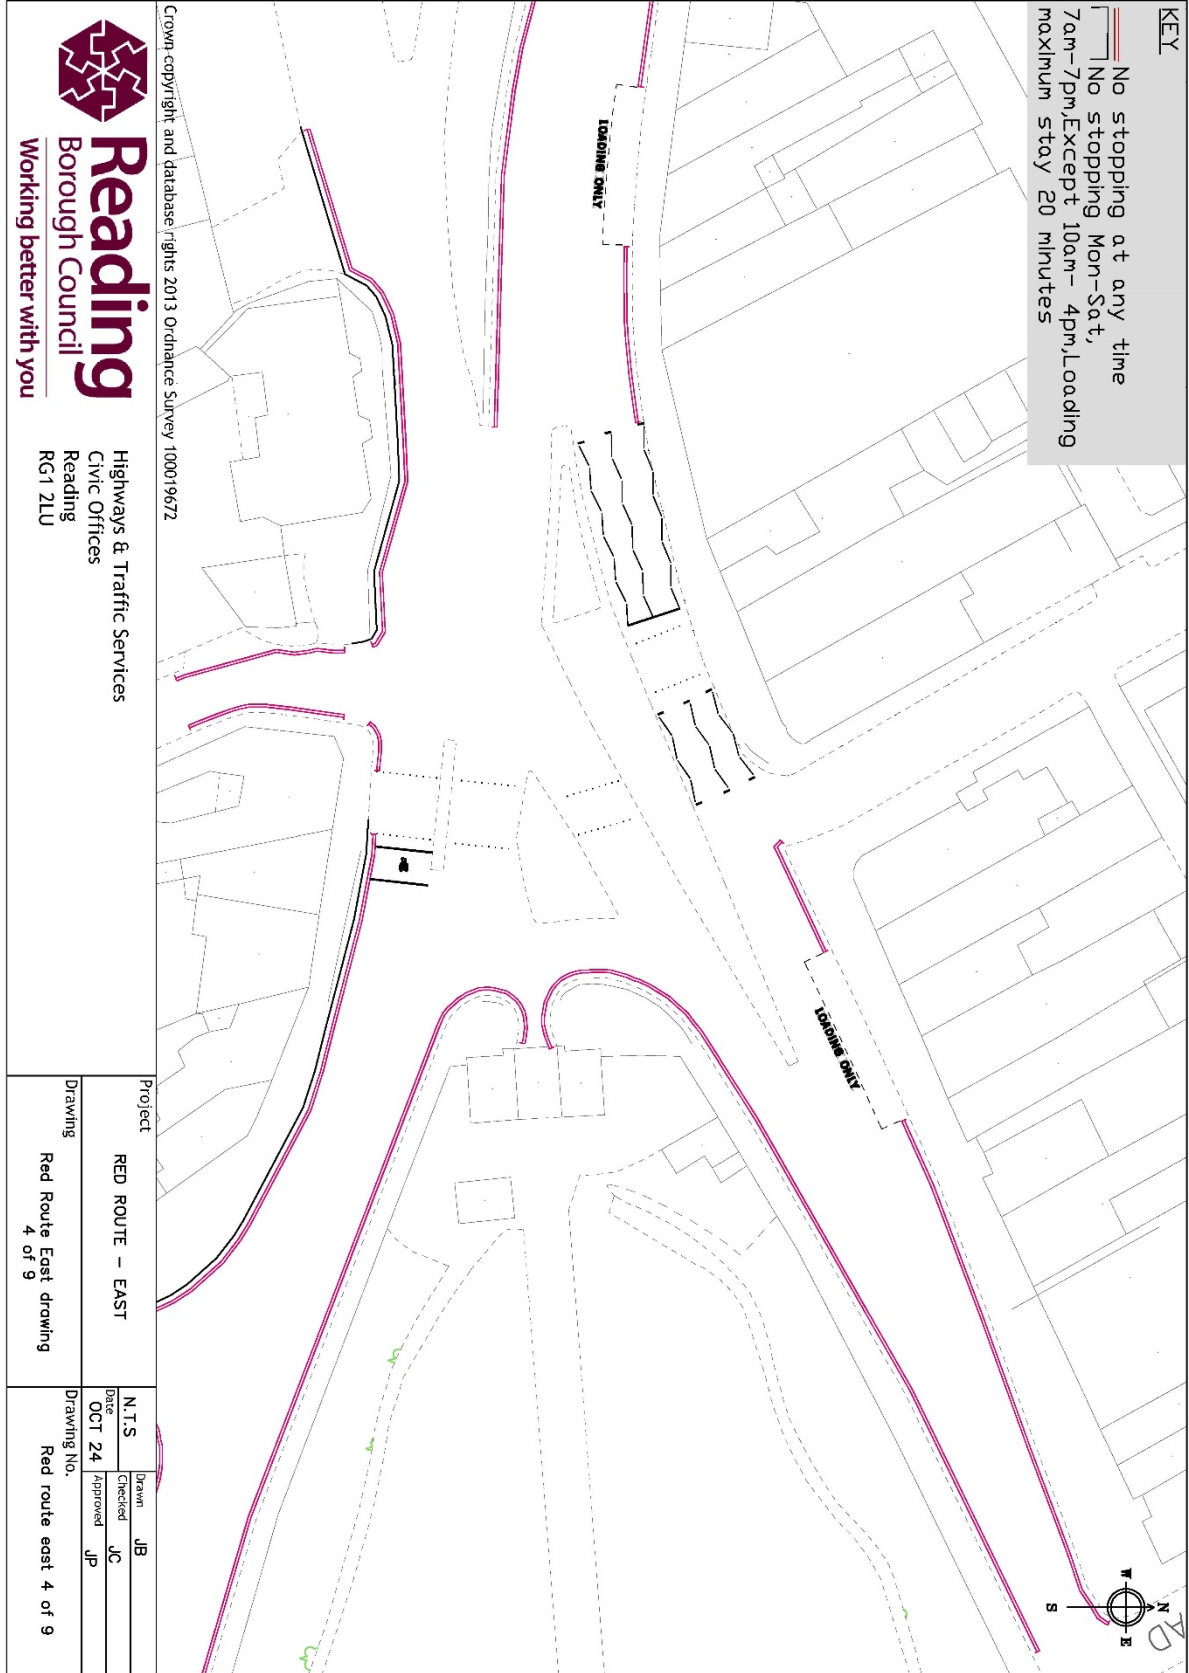 KEY
No stopping at any time
No stopping Mon-Sat,
7am-7pm,Except 10am- 4pm,Loading
maximum stay 20 minutes
LOADING ONLY
LOADING ONLY
N
W
E
S
AD
Crown copyright and database rights 2013 Ordnance Survey 100019672
Reading
Borough Council
Working better with you
Highways & Traffic Services
Civic Offices
Reading
RG1 2LU
Project
RED ROUTE - EAST
Drawing
Red Route East drawing
4 of 9
N.T.S
Date
OCT 24
Drawn JB
Checked JC
Approved JP
Drawing No.
Red route east 4 of 9